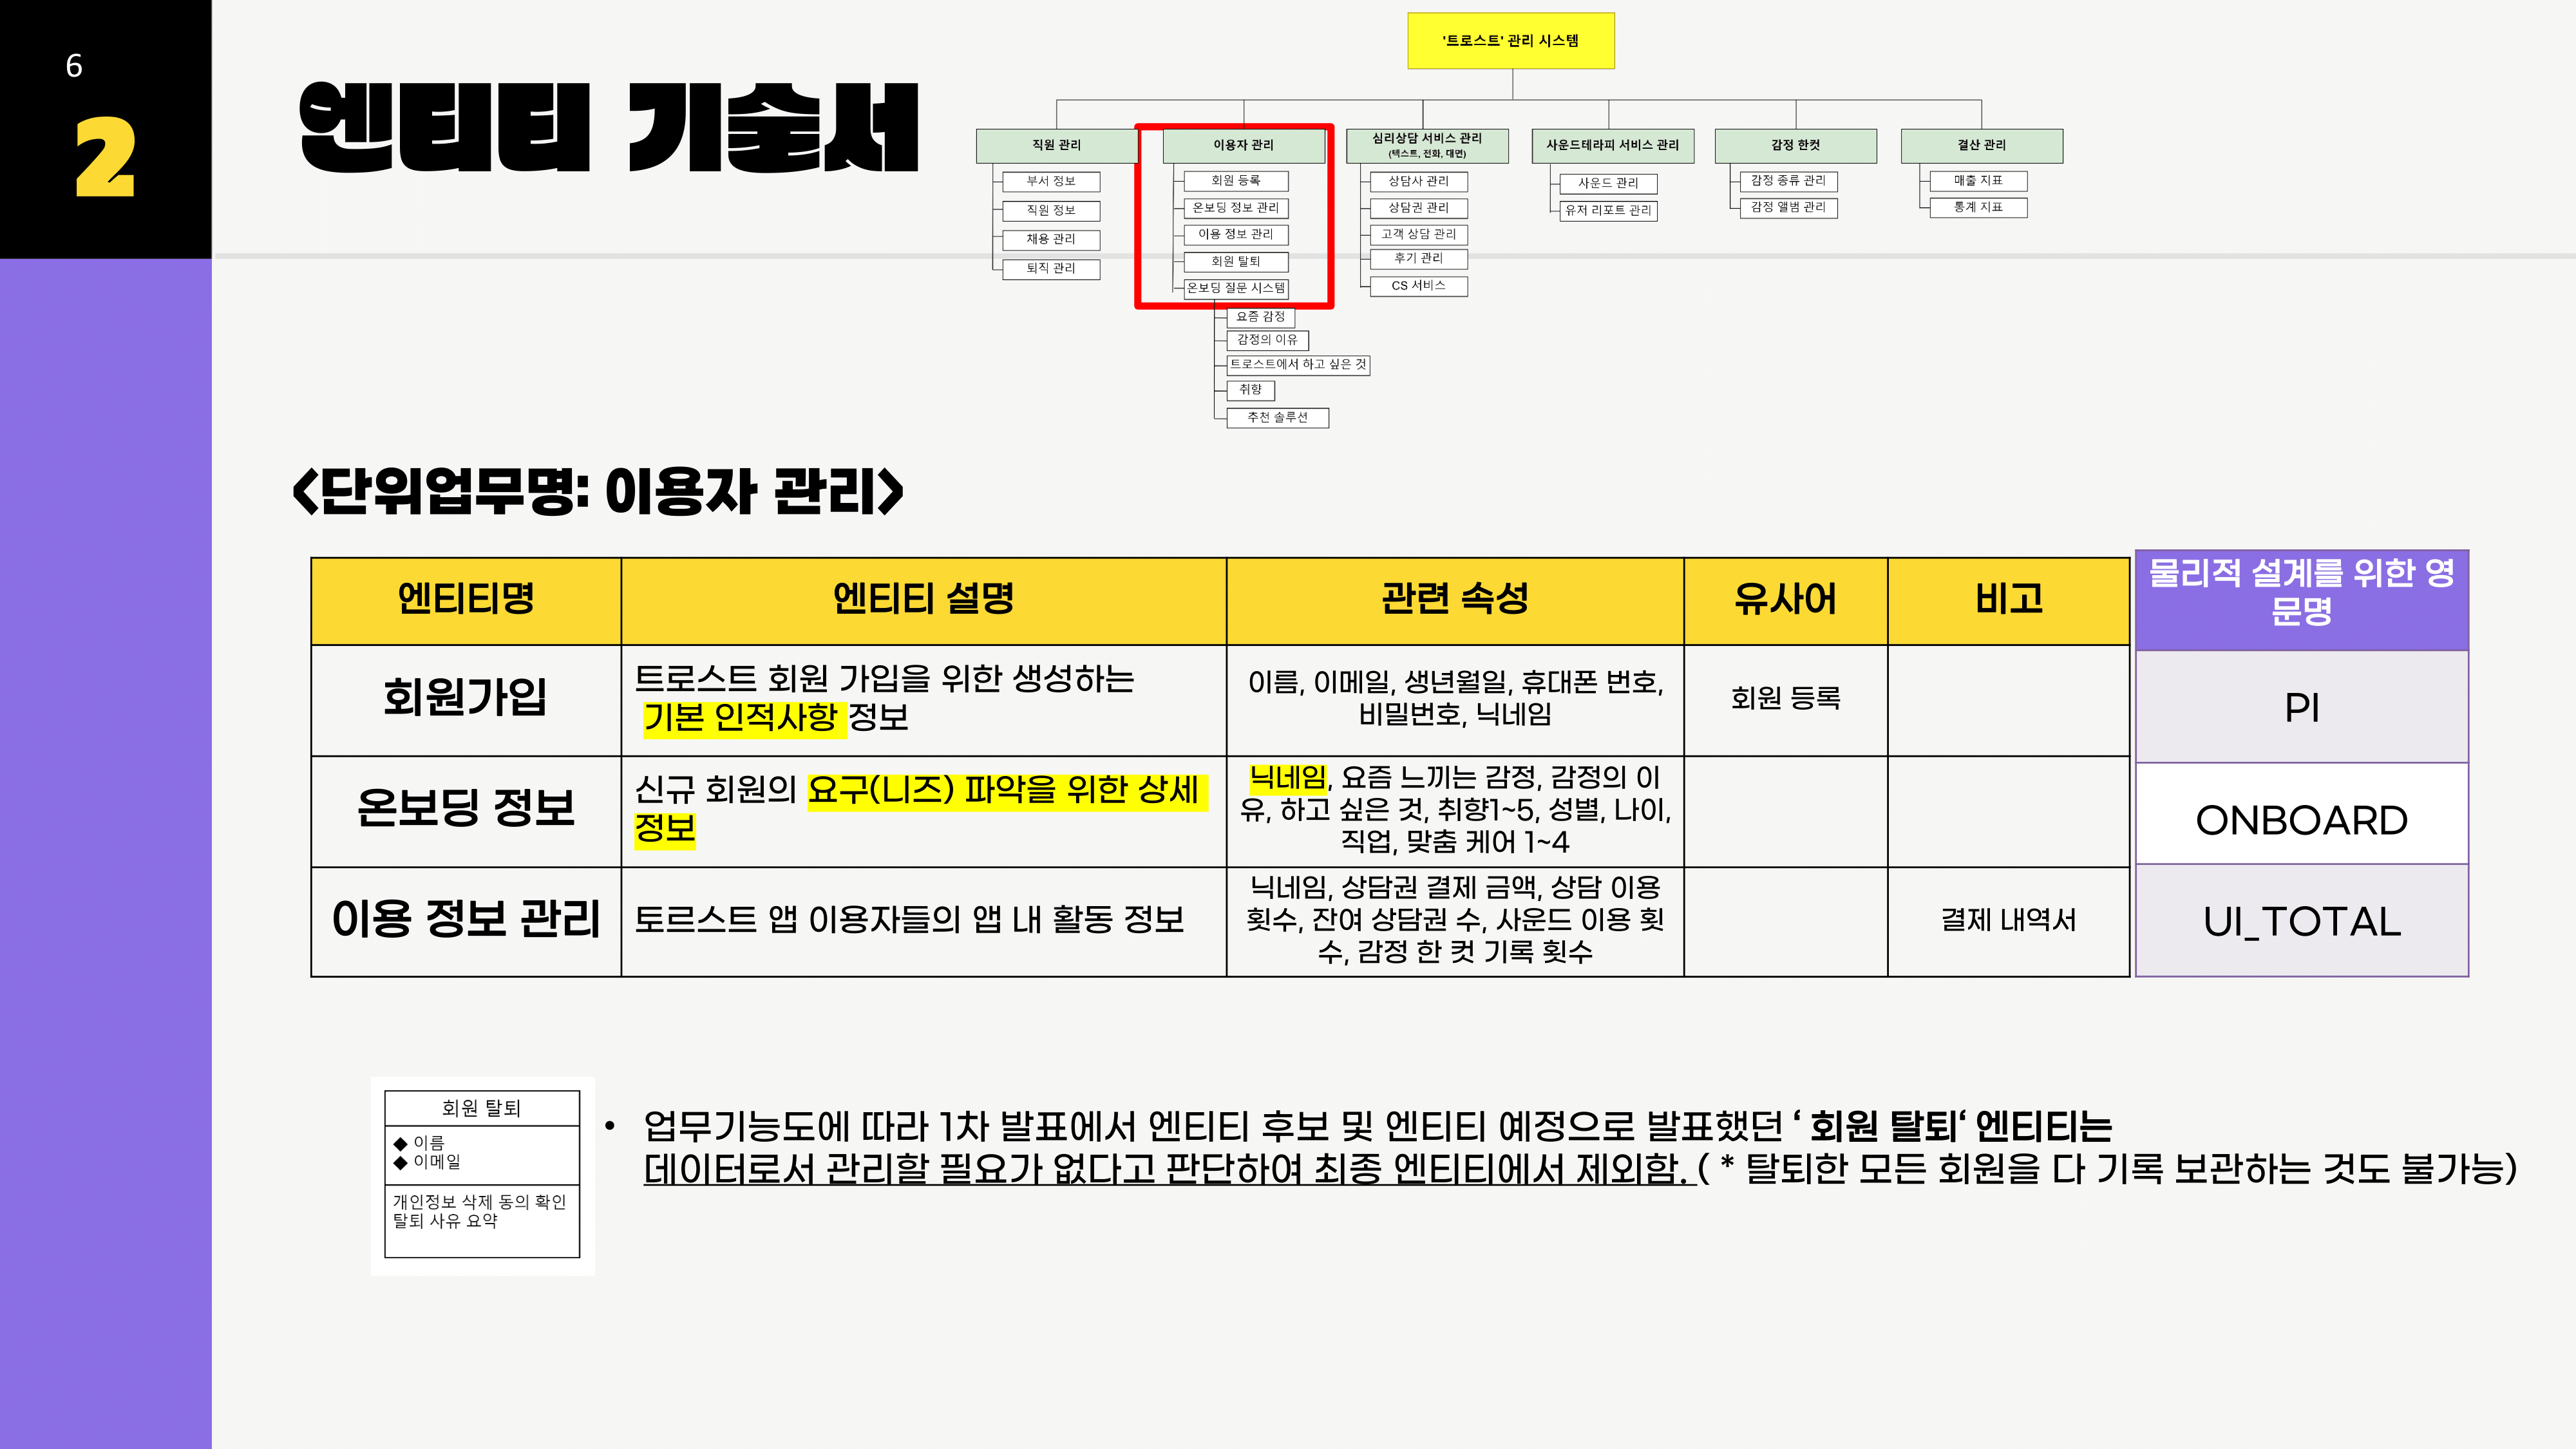 6
2
엔티티 기술서
'트로스트' 관리 시스템
직원 관리
부서 정보
직원 정보
채용 관리
퇴직 관리
이용자 관리
회원 등록
온보딩 정보 관리
이용 정보 관리
회원 탈퇴
온보딩 질문 시스템
요즘 감정
감정의 이유
트로스트에서 하고 싶은 것
취향
추천 솔루션
심리상담 서비스 관리
(텍스트, 전화, 대면)
상담사 관리
상담권 관리
고객 상담 관리
후기 관리
CS 서비스
사운드테라피 서비스 관리
사운드 관리
유저 리포트 관리
감정 한컷
감정 종류 관리
감정 앨범 관리
결산 관리
매출 지표
통계 지표
<단위업무명: 이용자 관리>
엔티티명
엔티티 설명
관련 속성
유사어
비고
물리적 설계를 위한 영
문명
회원가입
트로스트 회원 가입을 위한 생성하는
기본 인적사항 정보
이름, 이메일, 생년월일, 휴대폰 번호,
비밀번호, 닉네임
회원 등록
PI
온보딩 정보
신규 회원의 요구(니즈) 파악을 위한 상세
정보
닉네임, 요즘 느끼는 감정, 감정의 이
유, 하고 싶은 것, 취향1~5, 성별, 나이,
직업, 맞춤 케어 1~4
ONBOARD
이용 정보 관리
토르스트 앱 이용자들의 앱 내 활동 정보
닉네임, 상담권 결제 금액, 상담 이용
횟수, 잔여 상담권 수, 사운드 이용 횟
수, 감정 한 컷 기록 횟수
결제 내역서
UI_TOTAL
회원 탈퇴
◆ 이름
◆ 이메일
개인정보 삭제 동의 확인
탈퇴 사유 요약
• 업무기능도에 따라 1차 발표에서 엔티티 후보 및 엔티티 예정으로 발표했던 ‘ 회원 탈퇴‘ 엔티티는
데이터로서 관리할 필요가 없다고 판단하여 최종 엔티티에서 제외함. ( * 탈퇴한 모든 회원을 다 기록 보관하는 것도 불가능)